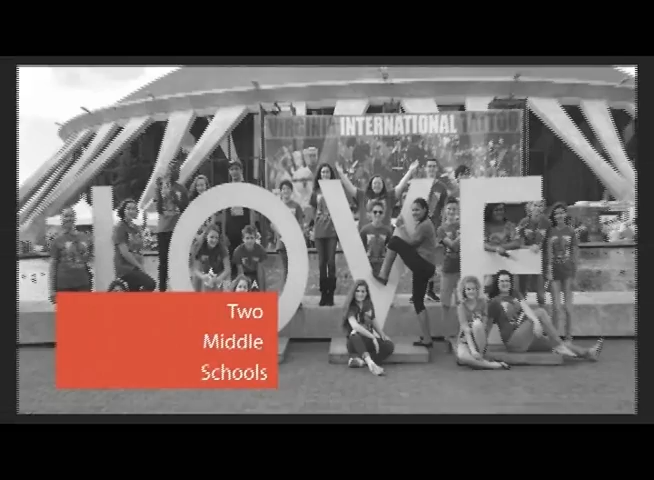 VIRGINIA INTERNATIONAL TATTOO
LOVE
Two
Middle
Schools